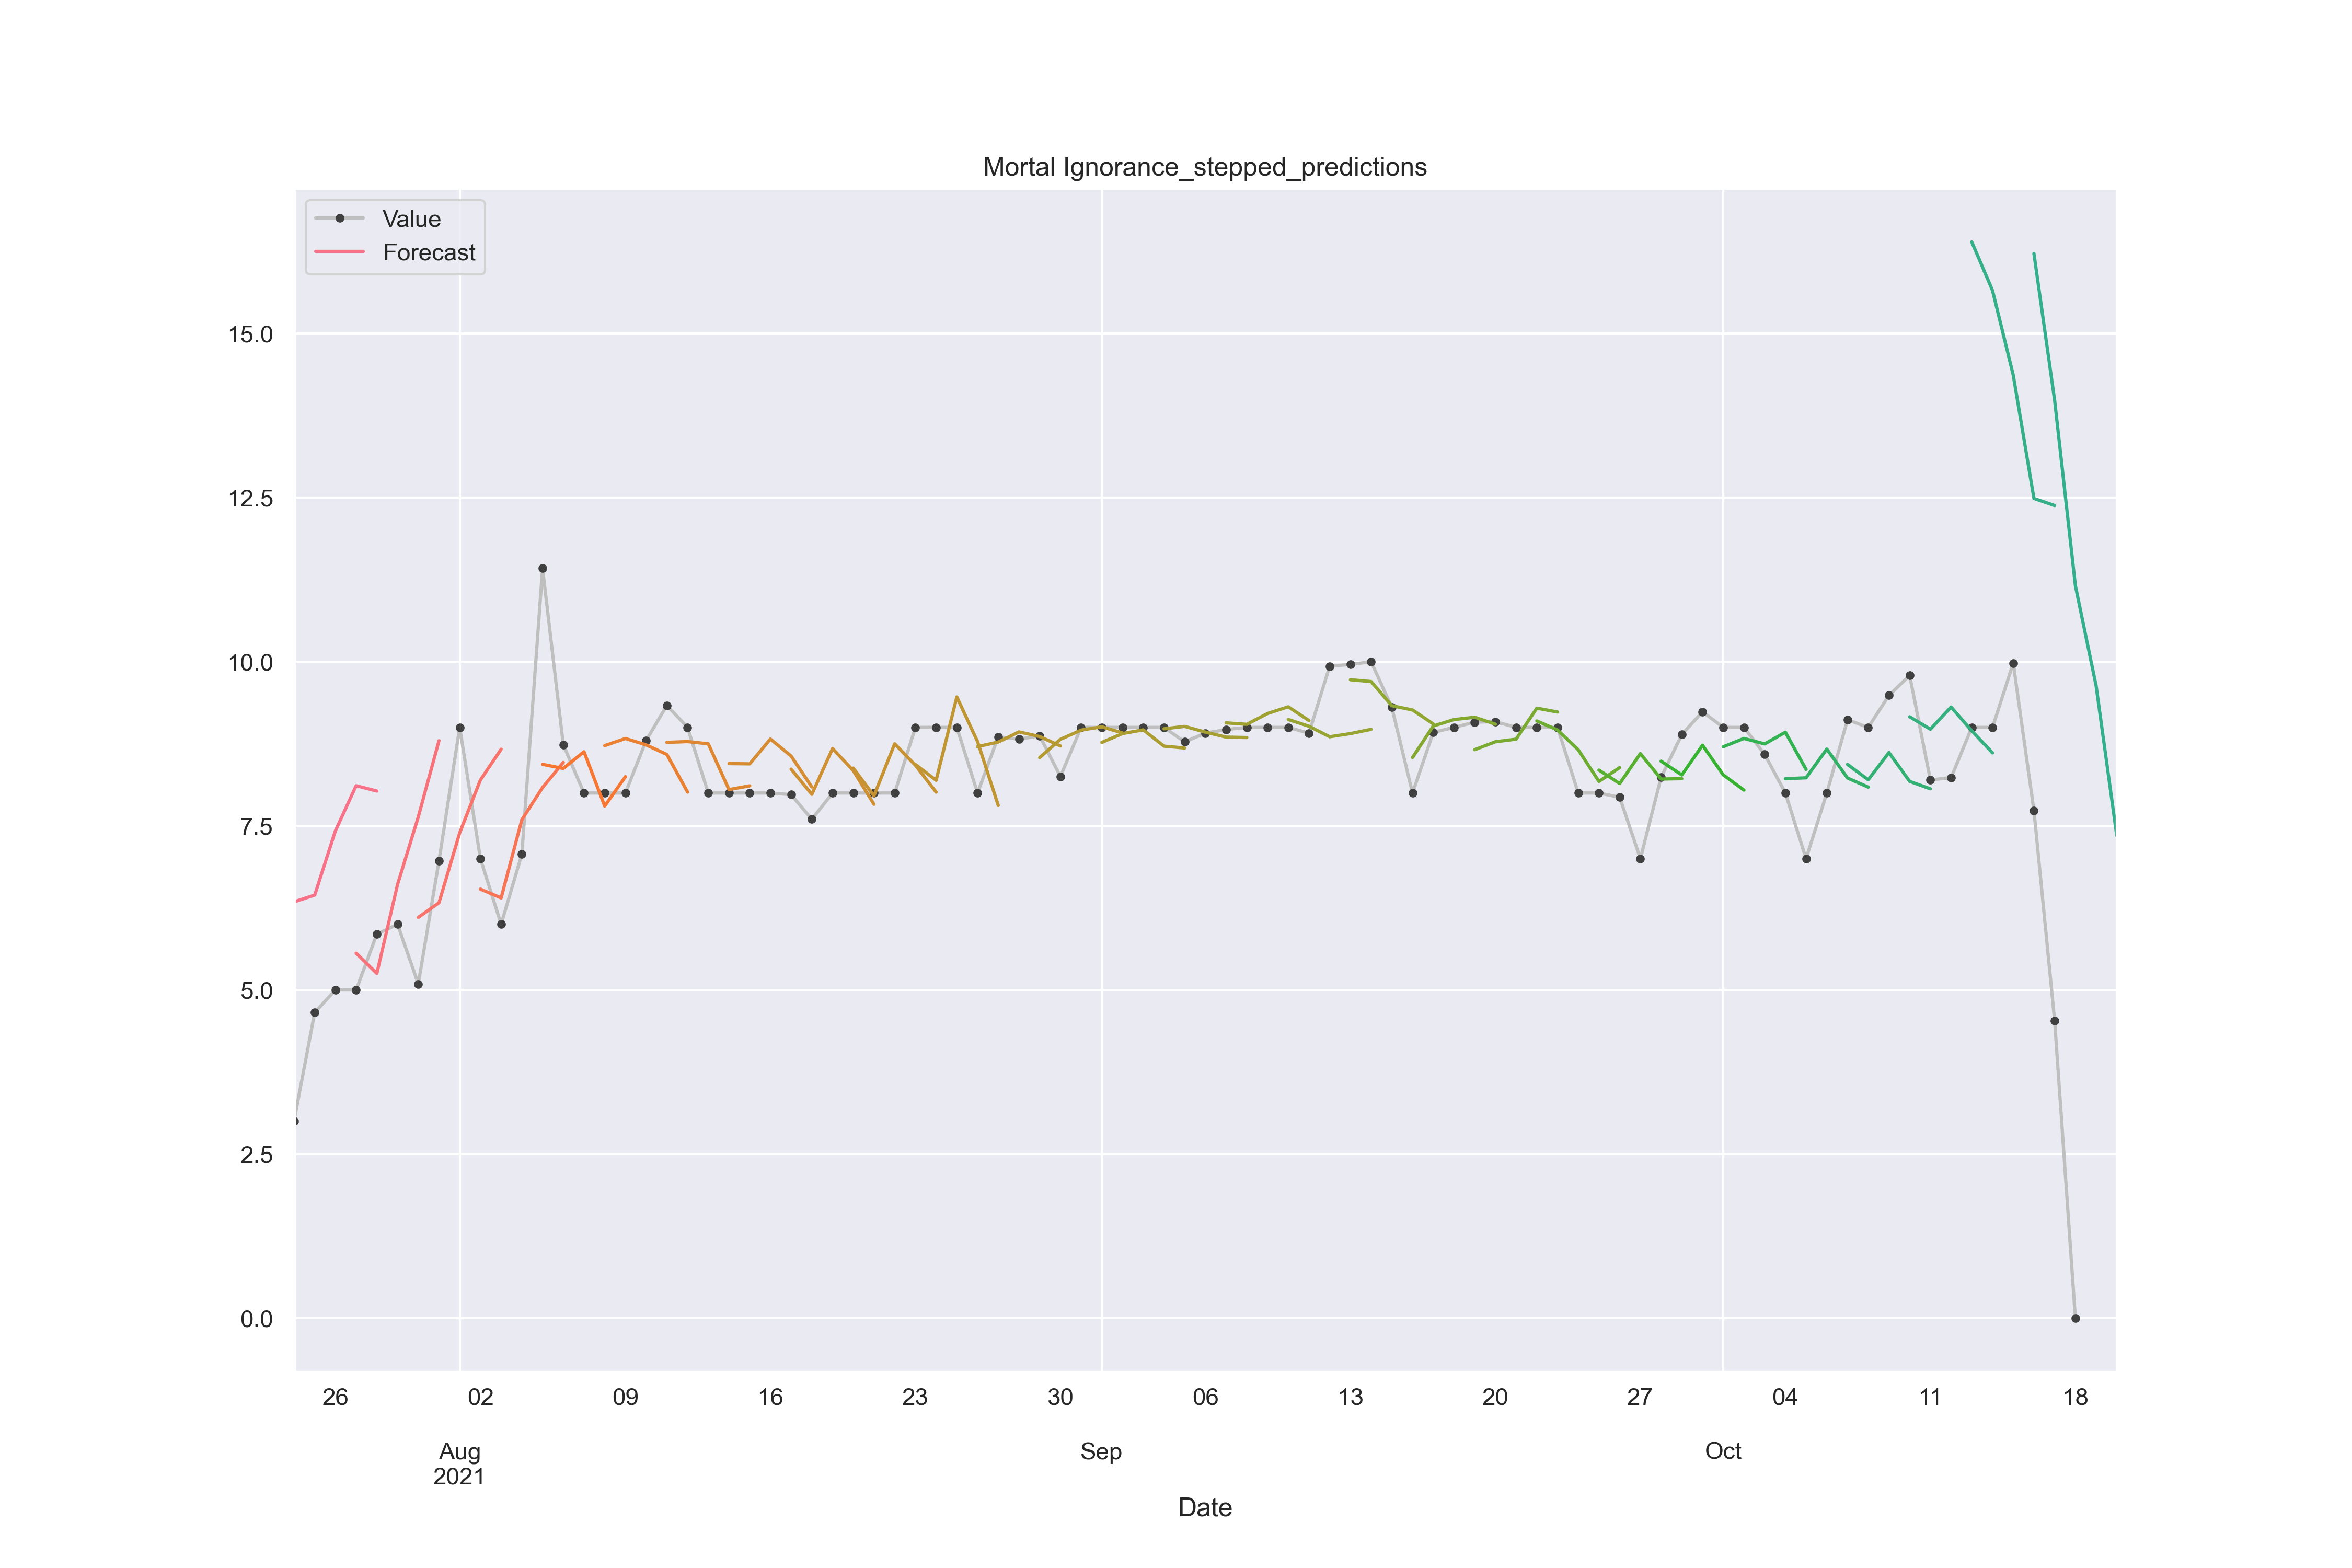 Mortal Ignorance_stepped_predictions
Value
Forecast
15.0
12.5
10.0
7.5
5.0
2.5
0.0
26 02 09 16 23 30 06 13 20 27 04 11 18
Aug Sep Oct
2021
Date